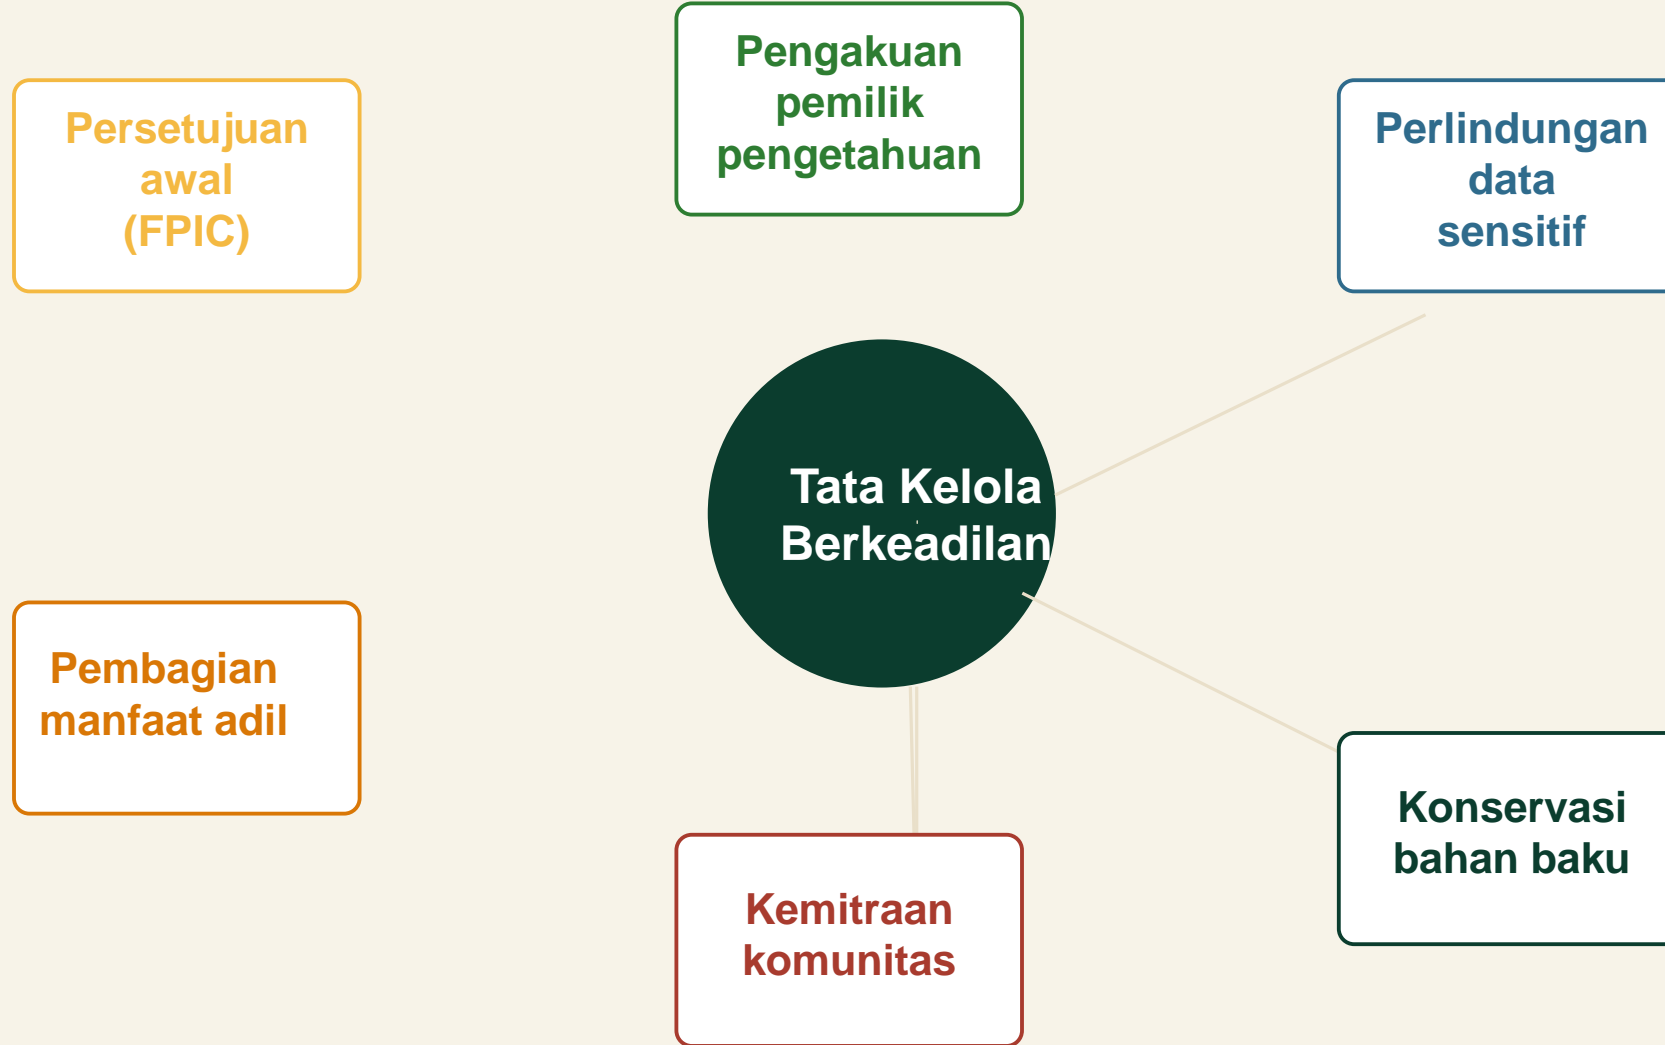 Pengakuan
pemilik
pengetahuan
Persetujuan
awal
(FPIC)
Perlindungan
data
sensitif
Tata Kelola
Berkeadilan
Pembagian
manfaat adil
Konservasi
bahan baku
Kemitraan
komunitas